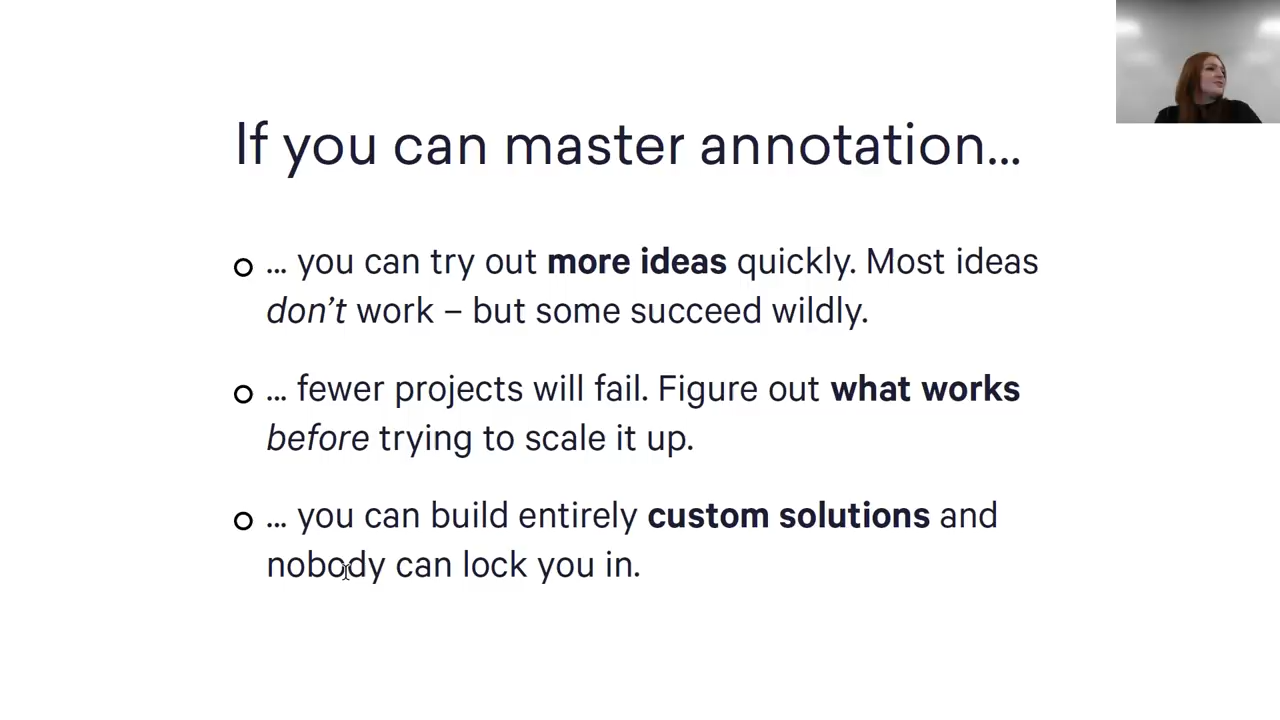 If you can master annotation...
... you can try out more ideas quickly. Most ideas
don't work – but some succeed wildly.
... fewer projects will fail. Figure out what works
before trying to scale it up.
... you can build entirely custom solutions and
nobody can lock you in.